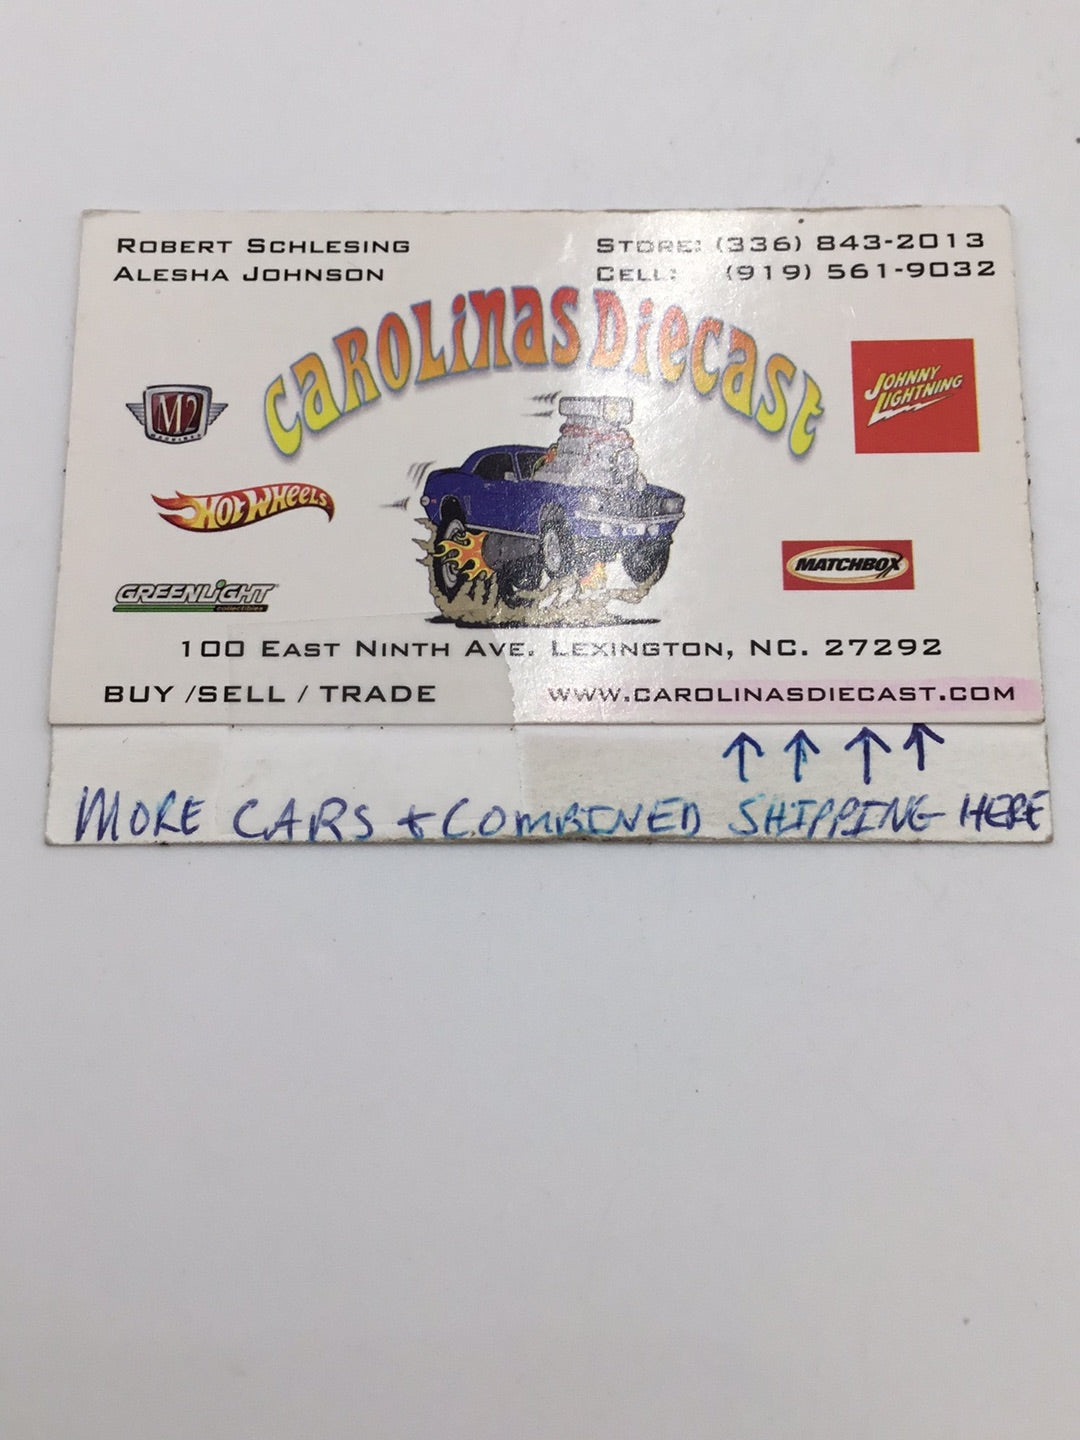 ROBERT SCHLESING
ALESHA JOHNSON
STORE: (336) 843-2013
CELL: (919) 561-9032
CAROLINAS DIECAST
M2
MACHINES
JOHNNY
LIGHTNING
HOT WHEELS
MATCHBOX
GREENLIGHT
collectibles
100 EAST NINTH AVE. LEXINGTON, NC. 27292
BUY /SELL / TRADE
WWW.CAROLINASDIECAST.COM
MORE CARS & COMBINED SHIPPING HERE